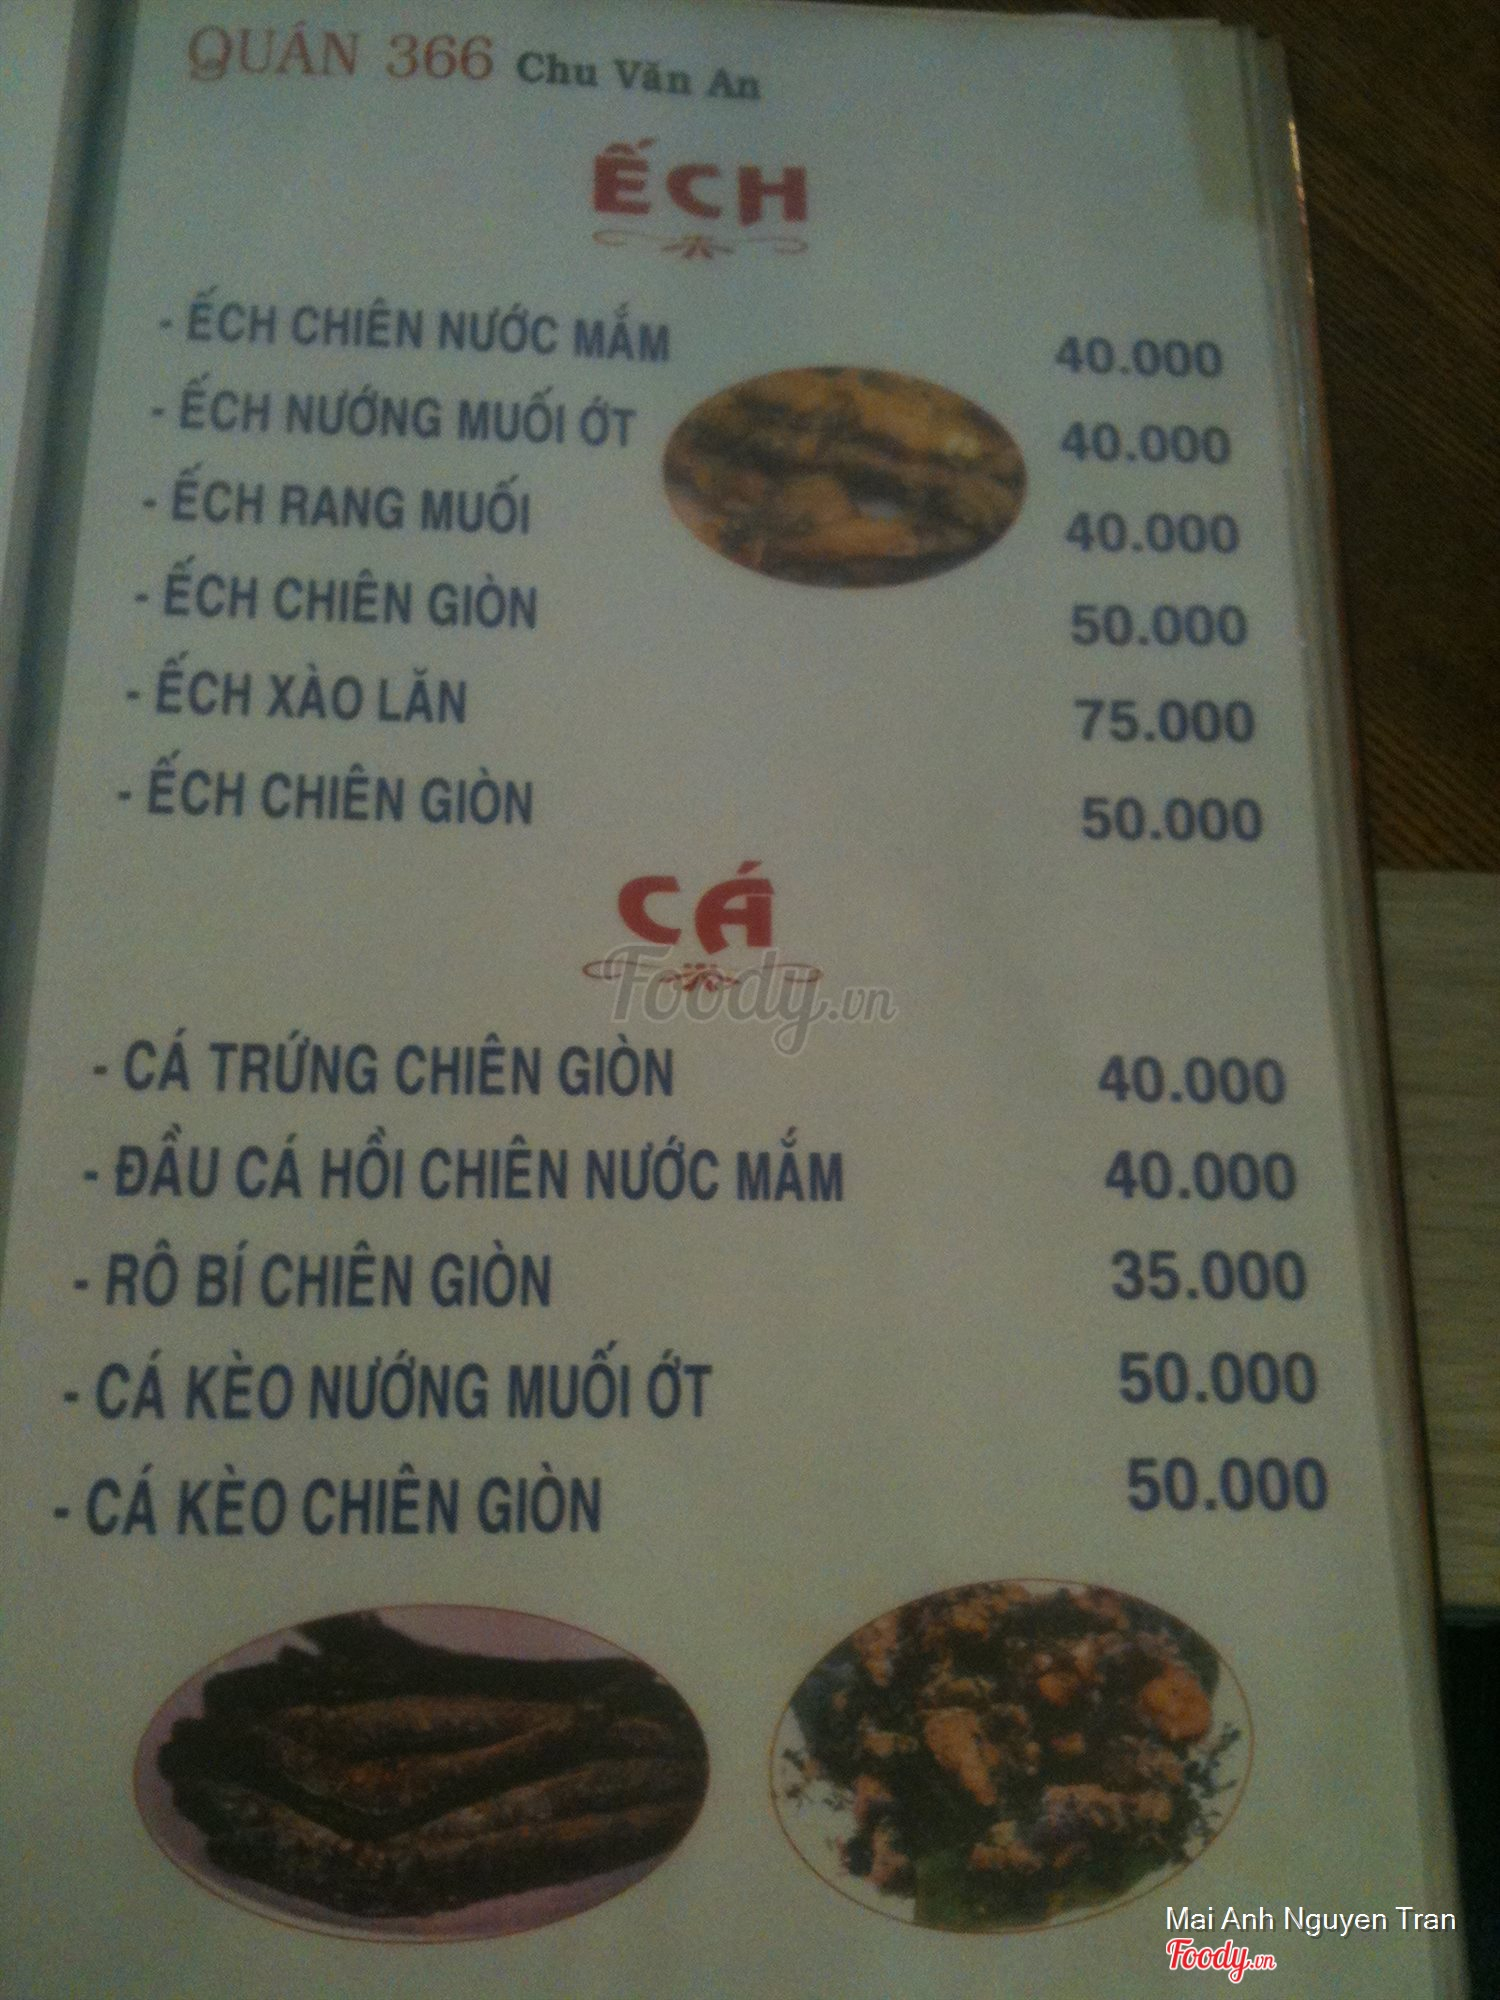 QUÁN 366 Chu Văn An
ẾCH
- ẾCH CHIÊN NƯỚC MẮM 40.000
- ẾCH NƯỚNG MUỐI ỚT 40.000
- ẾCH RANG MUỐI 40.000
- ẾCH CHIÊN GIÒN 50.000
- ẾCH XÀO LĂN 75.000
- ẾCH CHIÊN GIÒN 50.000
CÁ
Foody.vn
- CÁ TRỨNG CHIÊN GIÒN 40.000
- ĐẦU CÁ HỒI CHIÊN NƯỚC MẮM 40.000
- RÔ BÍ CHIÊN GIÒN 35.000
- CÁ KÈO NƯỚNG MUỐI ỚT 50.000
- CÁ KÈO CHIÊN GIÒN 50.000
Mai Anh Nguyen Tran
Foody.vn